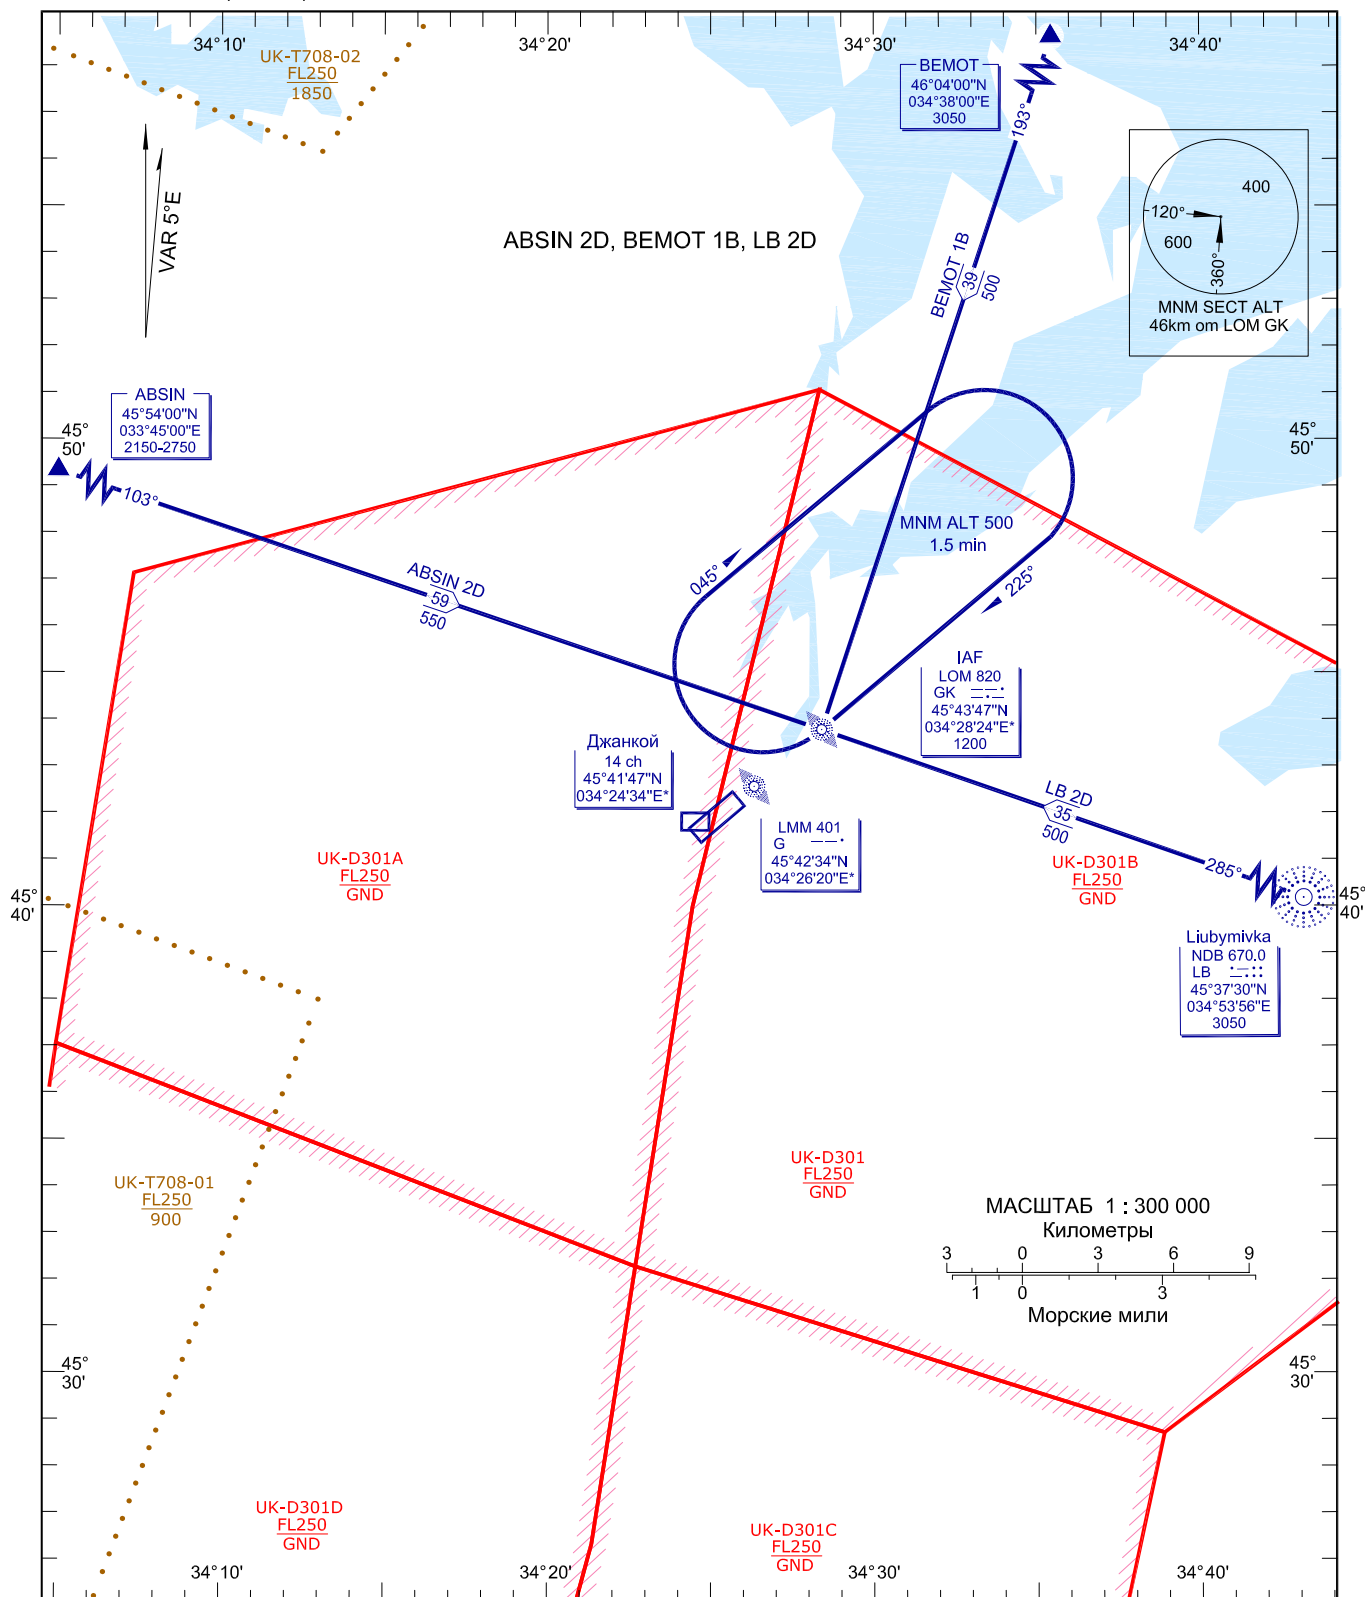 34°10'
34°20'
34°30'
34°40'
UK-T708-02
FL250
1850
BEMOT
46°04'00"N
034°38'00"E
3050
193°
VAR 5°E
ABSIN 2D, BEMOT 1B, LB 2D
400
120°
600
360°
MNM SECT ALT
46km om LOM GK
BEMOT 1B
39
500
ABSIN
45°54'00"N
033°45'00"E
2150-2750
45°
50'
45°
50'
103°
MNM ALT 500
1.5 min
045°
225°
ABSIN 2D
59
550
IAF
LOM 820
GK
45°43'47"N
034°28'24"E*
1200
Джанкой
14 ch
45°41'47"N
034°24'34"E*
LB 2D
35
500
LMM 401
G
45°42'34"N
034°26'20"E*
UK-D301A
FL250
GND
UK-D301B
FL250
GND
285°
45°
40'
45°
40'
Liubymivka
NDB 670.0
LB
45°37'30"N
034°53'56"E
3050
UK-D301
FL250
GND
UK-T708-01
FL250
900
МАСШТАБ 1 : 300 000
Километры
3 0 3 6 9
1 0 3
Морские мили
45°
30'
45°
30'
UK-D301D
FL250
GND
UK-D301C
FL250
GND
34°10'
34°20'
34°30'
34°40'